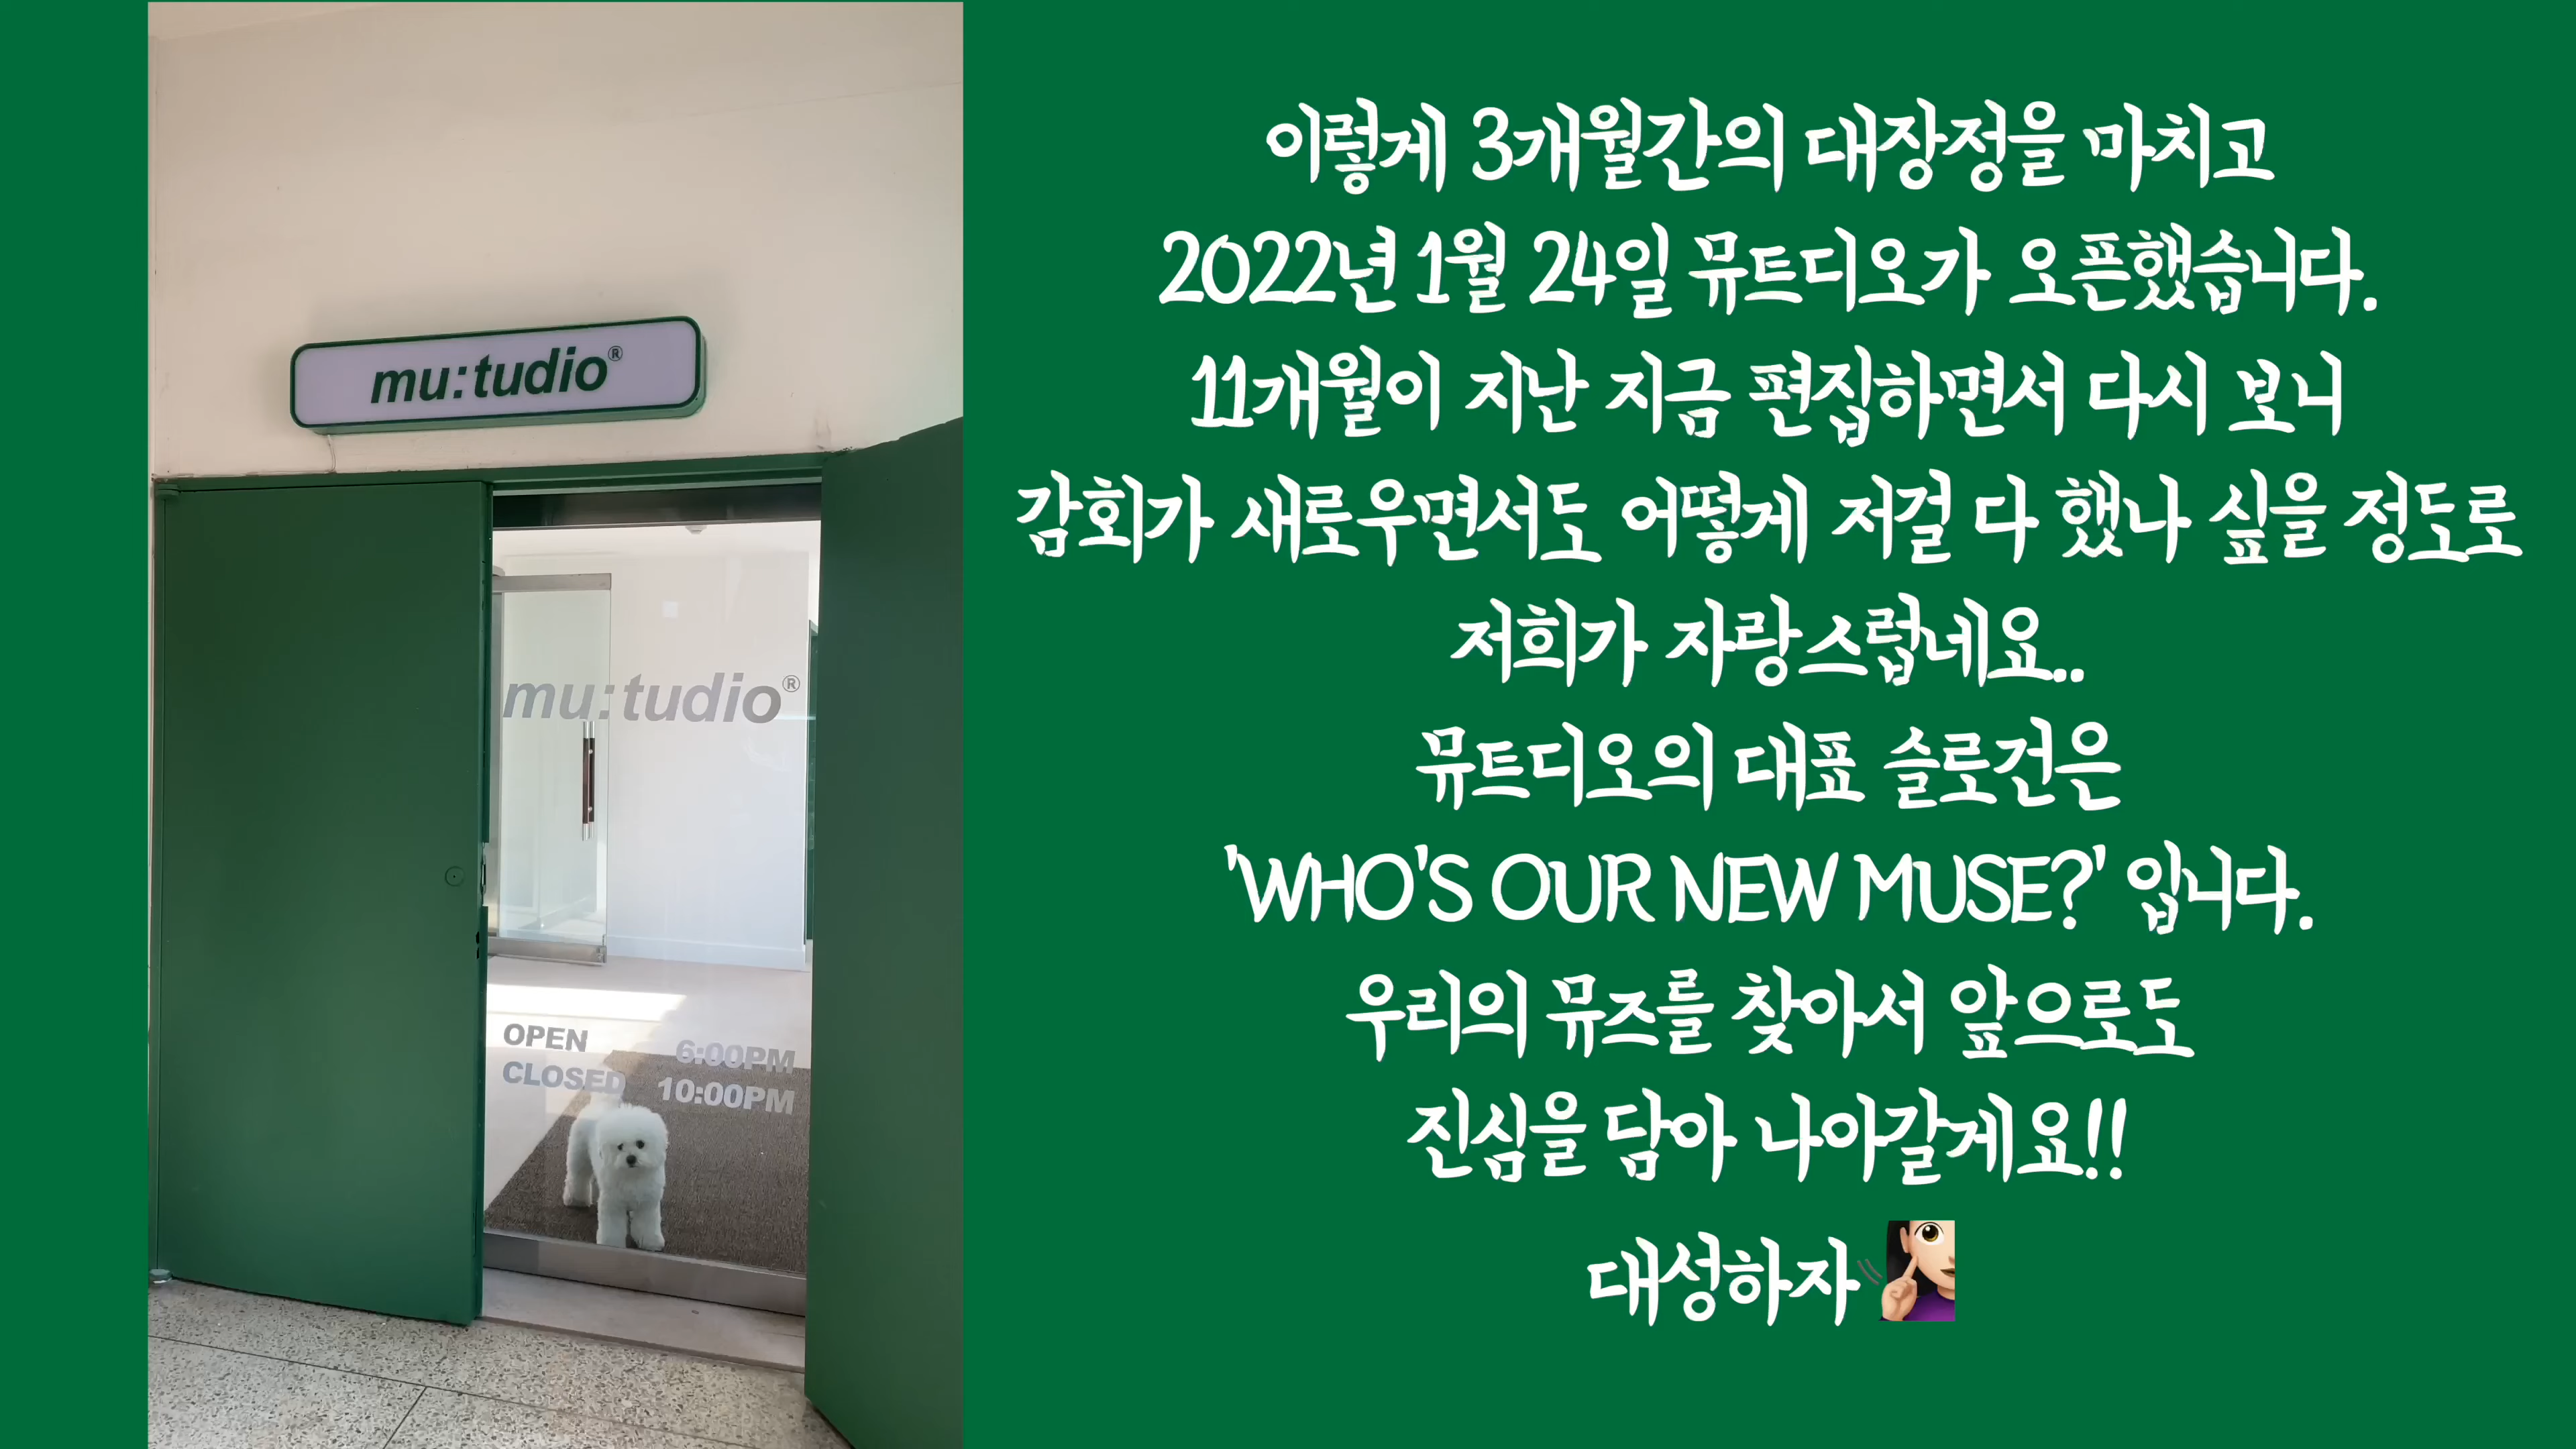 mu:tudio®
mu:tudio®
OPEN 6:00PM
CLOSED 10:00PM
이렇게 3개월간의 대장정을 마치고
2022년 1월 24일 뮤트디오가 오픈했습니다.
11개월이 지난 지금 편집하면서 다시 보니
감회가 새로우면서도 어떻게 저걸 다 했나 싶을 정도로
저희가 자랑스럽네요..
뮤트디오의 대표 슬로건은
'WHO'S OUR NEW MUSE?' 입니다.
우리의 뮤즈를 찾아서 앞으로도
진심을 담아 나아갈게요!!
대성하자